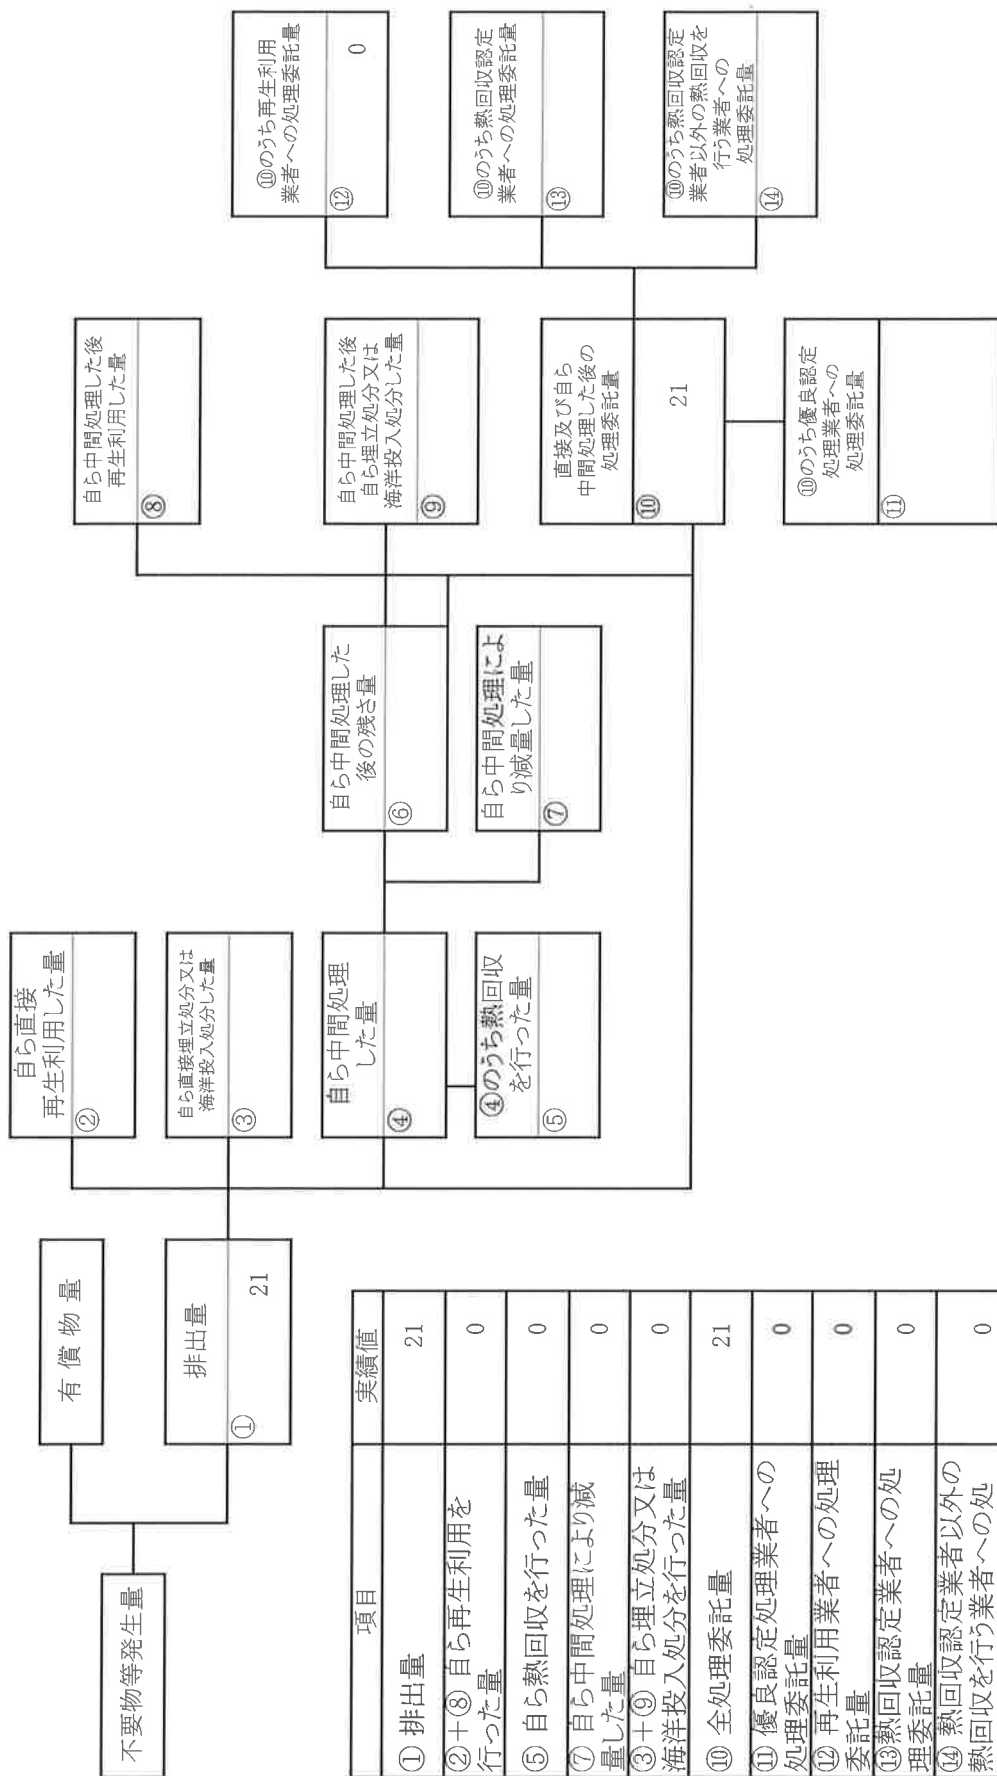 不要物等発生量
有償物量
排出量
①
21
自ら直接
再生利用した量
②
自ら直接埋立処分又は
海洋投入処分した量
③
自ら中間処理
した量
④
④のうち熱回収
を行った量
⑤
自ら中間処理した
後の残さ量
⑥
自ら中間処理によ
り減量した量
⑦
自ら中間処理した後
再生利用した量
⑧
自ら中間処理した後
自ら埋立処分又は
海洋投入処分した量
⑨
直接及び自ら
中間処理した後の
処理委託量
⑩
21
⑩のうち優良認定
処理業者への
処理委託量
⑪
⑩のうち再生利用
業者への処理委託量
⑫
0
⑩のうち熱回収認定
業者への処理委託量
⑬
⑩のうち熱回収認定
業者以外の熱回収を
行う業者への
処理委託量
⑭
項目 実績値
①排出量 21
②+⑧ 自ら再生利用を
行った量 0
⑤ 自ら熱回収を行った量 0
⑦ 自ら中間処理により減
量した量 0
③+⑨ 自ら埋立処分又は
海洋投入処分を行った量 0
⑩ 全処理委託量 21
⑪ 優良認定処理業者への
処理委託量 0
⑫ 再生利用業者への処理
委託量 0
⑬熱回収認定業者への処
理委託量 0
⑭ 熱回収認定業者以外の
熱回収を行う業者への処 0